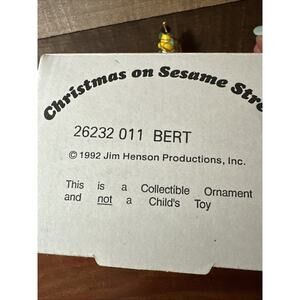 Christmas on Sesame Stre
26232 011 BERT
© 1992 Jim Henson Productions, Inc.
This is a Collectible Ornament
and not a Child's Toy